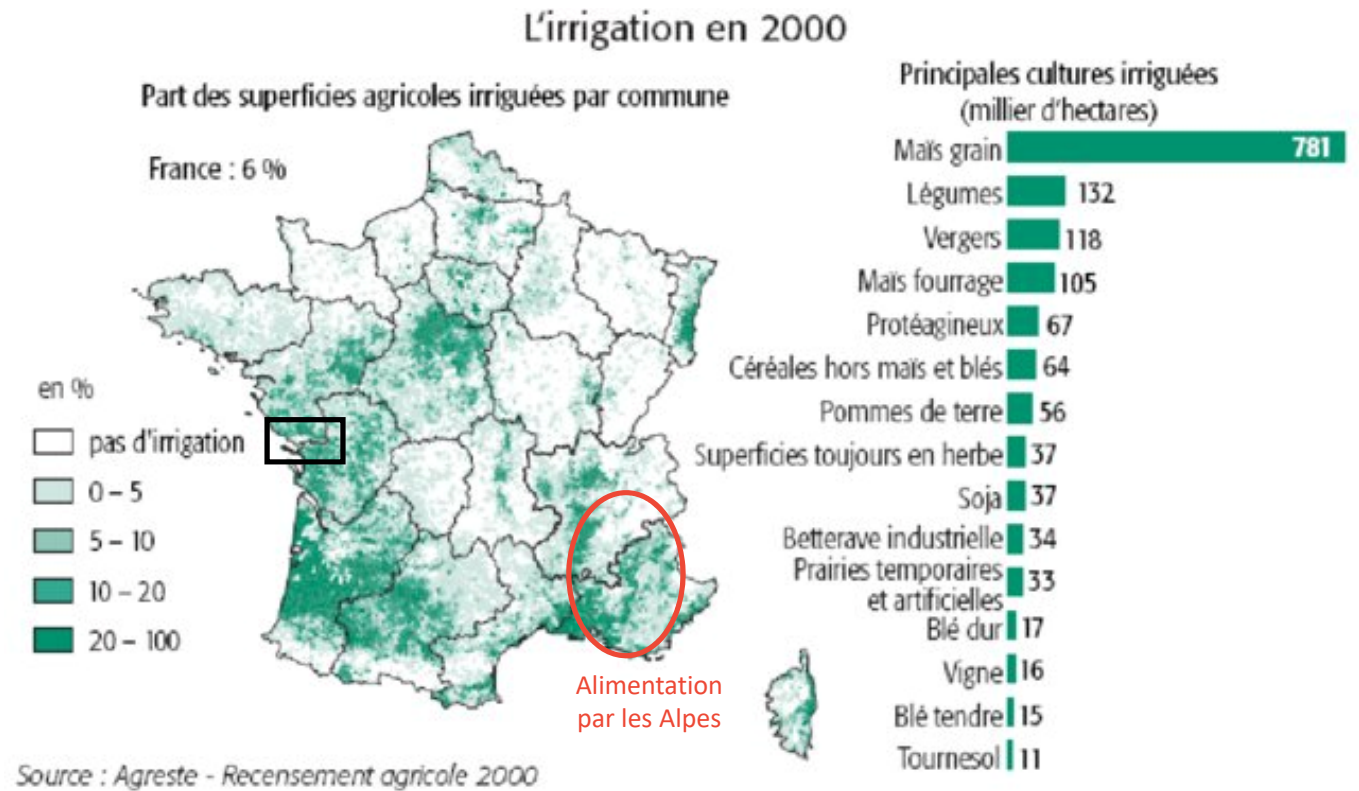 L'irrigation en 2000
Part des superficies agricoles irriguées par commune
France : 6 %
en %
pas d'irrigation
0 – 5
5 – 10
10 – 20
20 – 100
Alimentation
par les Alpes
Principales cultures irriguées
(millier d'hectares)
Maïs grain 781
Légumes 132
Vergers 118
Maïs fourrage 105
Protéagineux 67
Céréales hors maïs et blés 64
Pommes de terre 56
Superficies toujours en herbe 37
Soja 37
Betterave industrielle 34
Prairies temporaires
et artificielles 33
Blé dur 17
Vigne 16
Blé tendre 15
Tournesol 11
Source : Agreste - Recensement agricole 2000